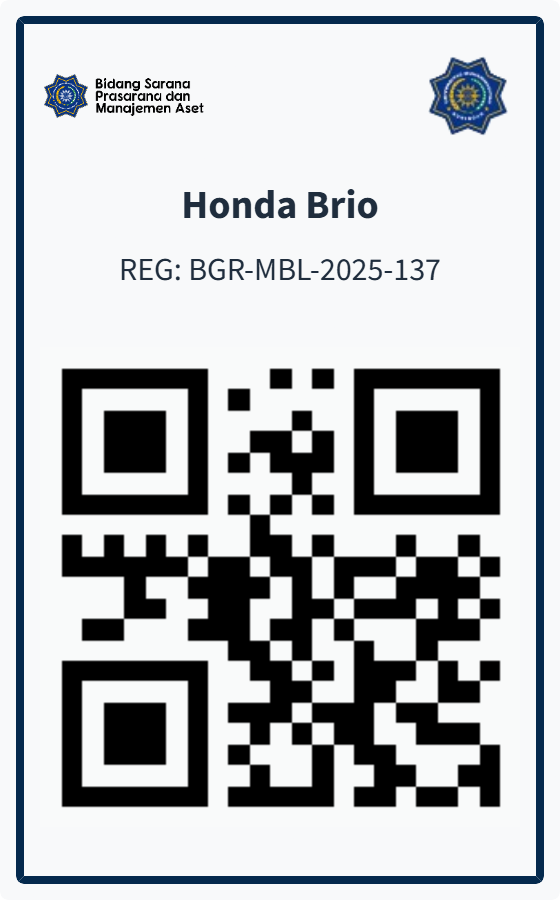 Bidang Sarana
Prasarana dan
Manajemen Aset
Honda Brio
REG: BGR-MBL-2025-137